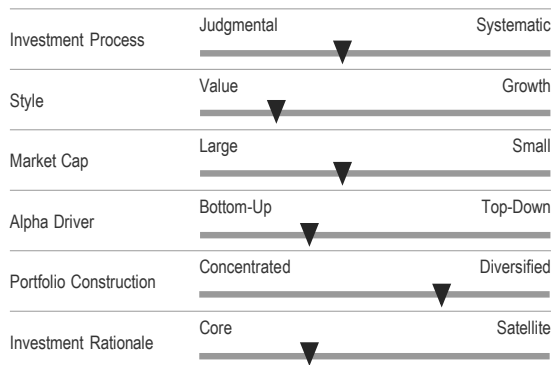 Judgmental Systematic
Investment Process
Value Growth
Style
Large Small
Market Cap
Bottom-Up Top-Down
Alpha Driver
Concentrated Diversified
Portfolio Construction
Core Satellite
Investment Rationale